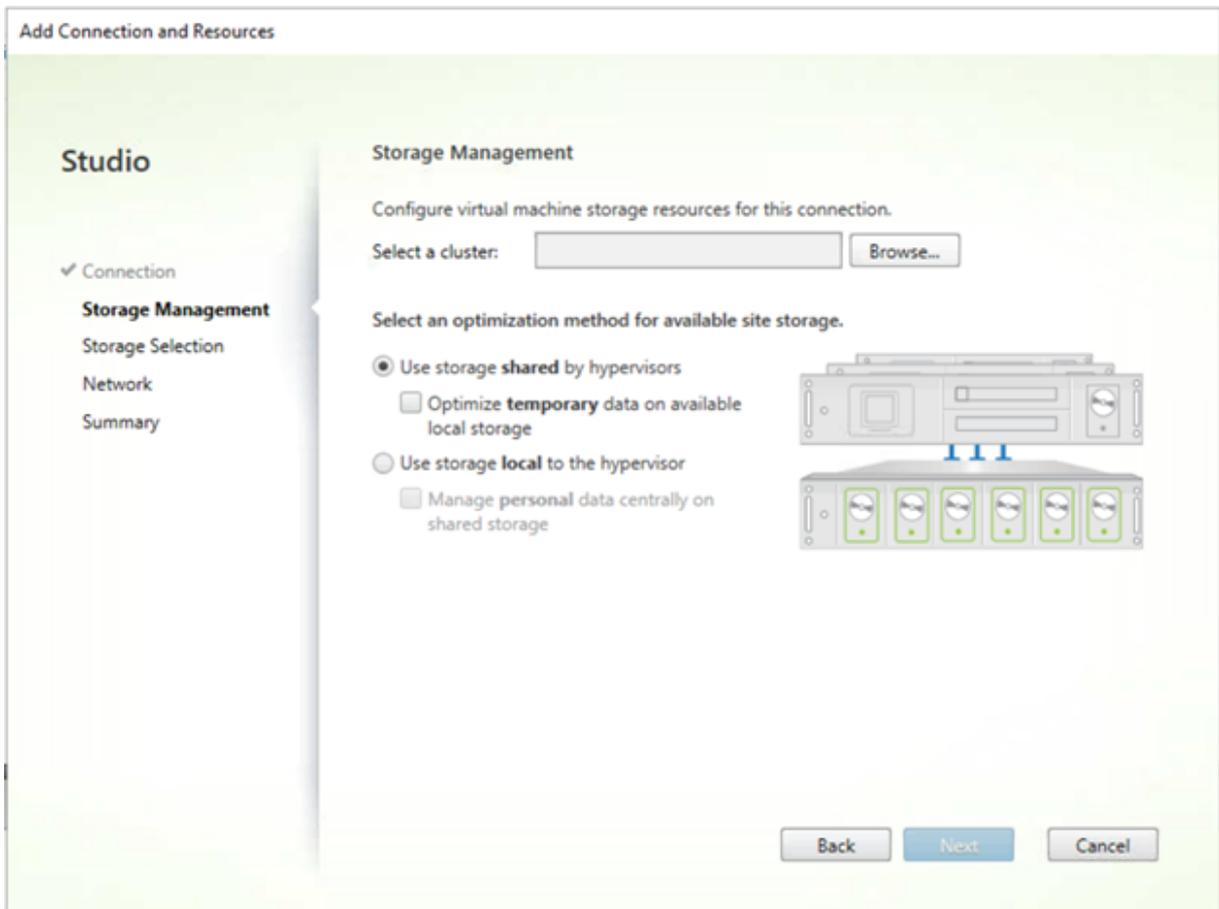 Add Connection and Resources
Studio
✔ Connection
Storage Management
Storage Selection
Network
Summary
Storage Management
Configure virtual machine storage resources for this connection.
Select a cluster:
Browse...
Select an optimization method for available site storage.
Use storage shared by hypervisors
Optimize temporary data on available
local storage
Use storage local to the hypervisor
Manage personal data centrally on
shared storage
Back
Next
Cancel